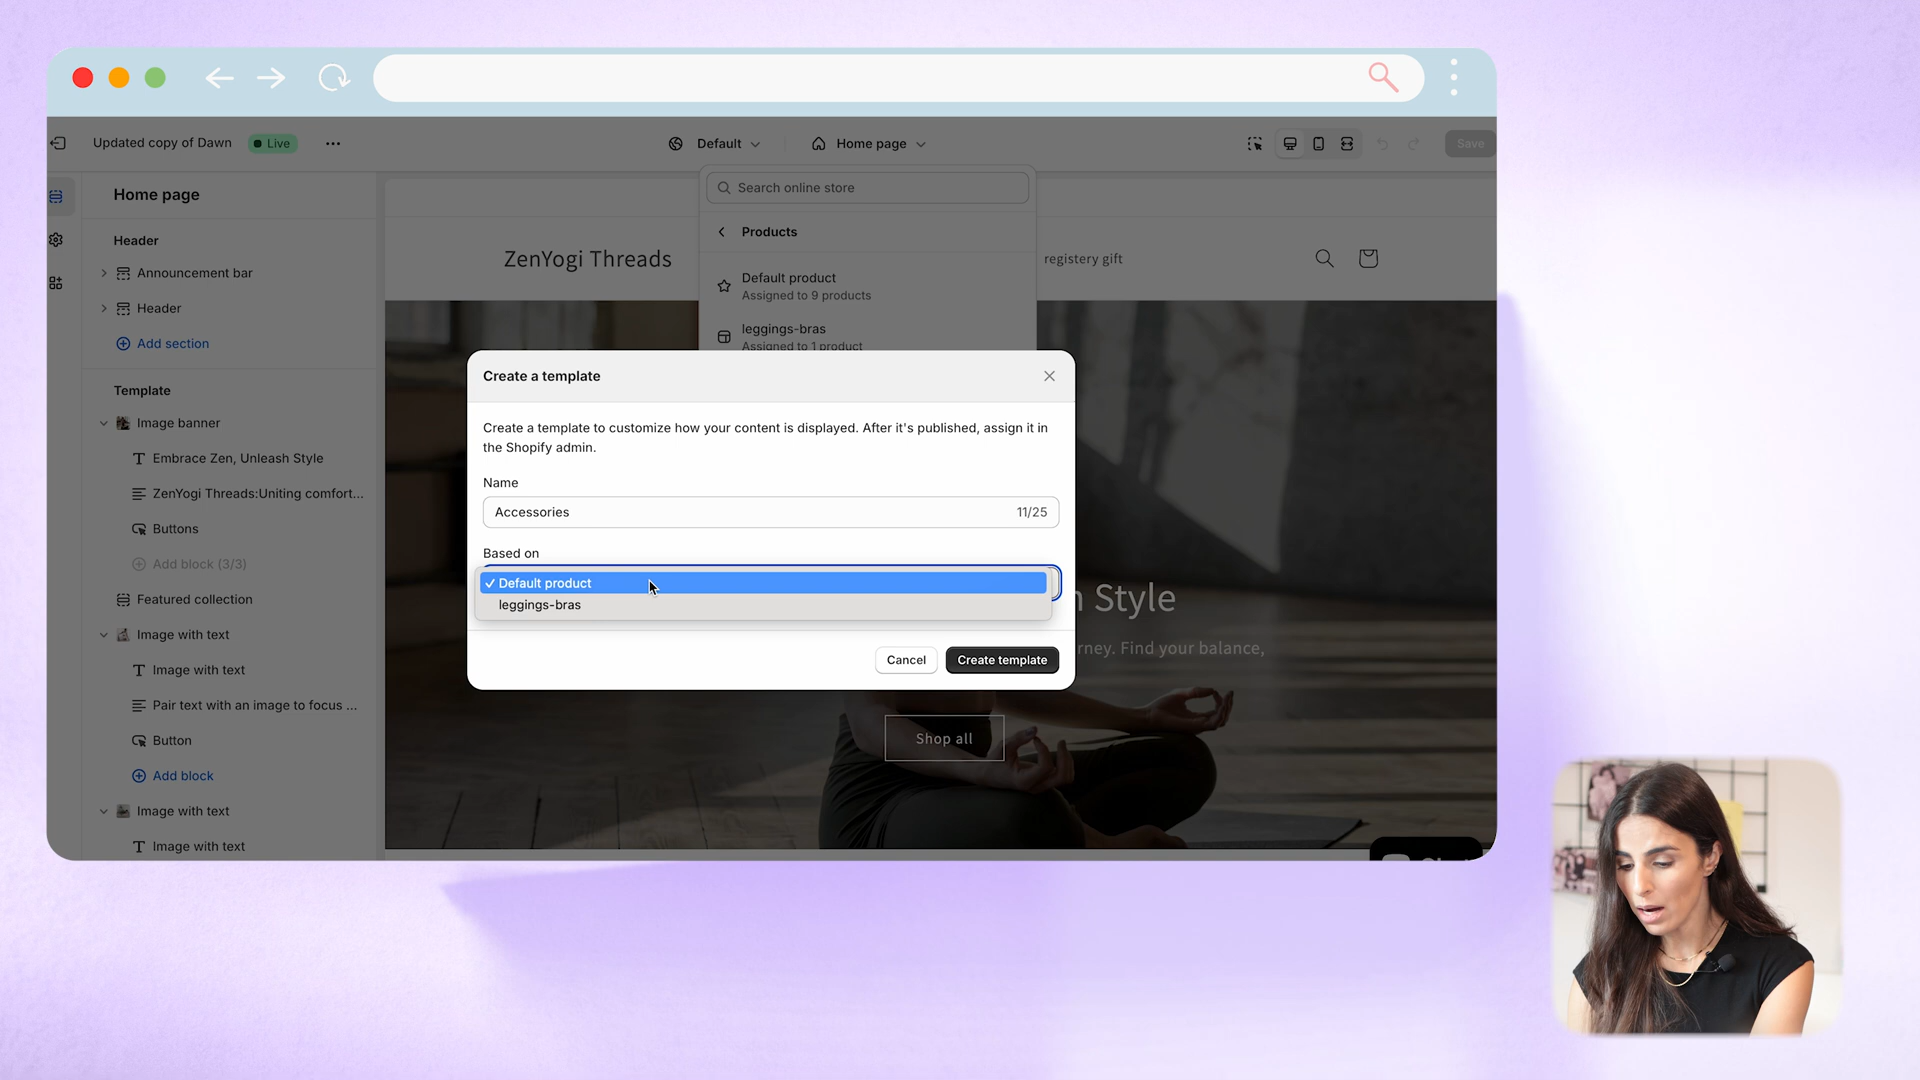 Updated copy of Dawn
Live
Default
Home page
Save
Home page
Header
Announcement bar
Header
Add section
Template
Image banner
Embrace Zen, Unleash Style
ZenYogi Threads:Uniting comfort...
Buttons
Add block (3/3)
Featured collection
Image with text
Image with text
Pair text with an image to focus ...
Button
Add block
Image with text
Image with text
Search online store
Products
Default product
Assigned to 9 products
leggings-bras
Assigned to 1 product
ZenYogi Threads
registery gift
Create a template
Create a template to customize how your content is displayed. After it's published, assign it in
the Shopify admin.
Name
Accessories
11/25
Based on
✓ Default product
leggings-bras
Cancel
Create template
Style
rney. Find your balance,
Shop all